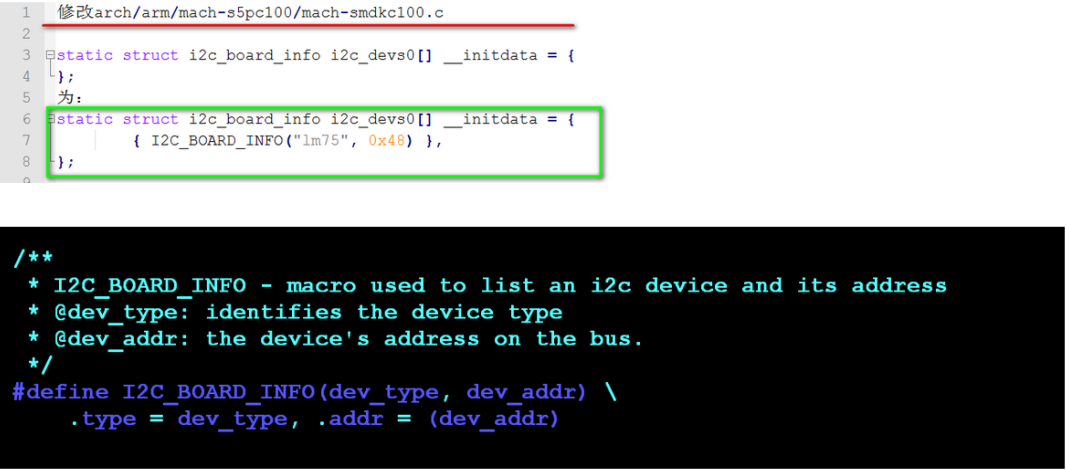 1 修改arch/arm/mach-s5pc100/mach-smdkc100.c
2
3 static struct i2c_board_info i2c_devs0[] __initdata = {
4 };
5 为:
6 static struct i2c_board_info i2c_devs0[] __initdata = {
7 { I2C_BOARD_INFO("lm75", 0x48) },
8 };
9
/**
* I2C_BOARD_INFO - macro used to list an i2c device and its address
* @dev_type: identifies the device type
* @dev_addr: the device's address on the bus.
*/
#define I2C_BOARD_INFO(dev_type, dev_addr) \
.type = dev_type, .addr = (dev_addr)